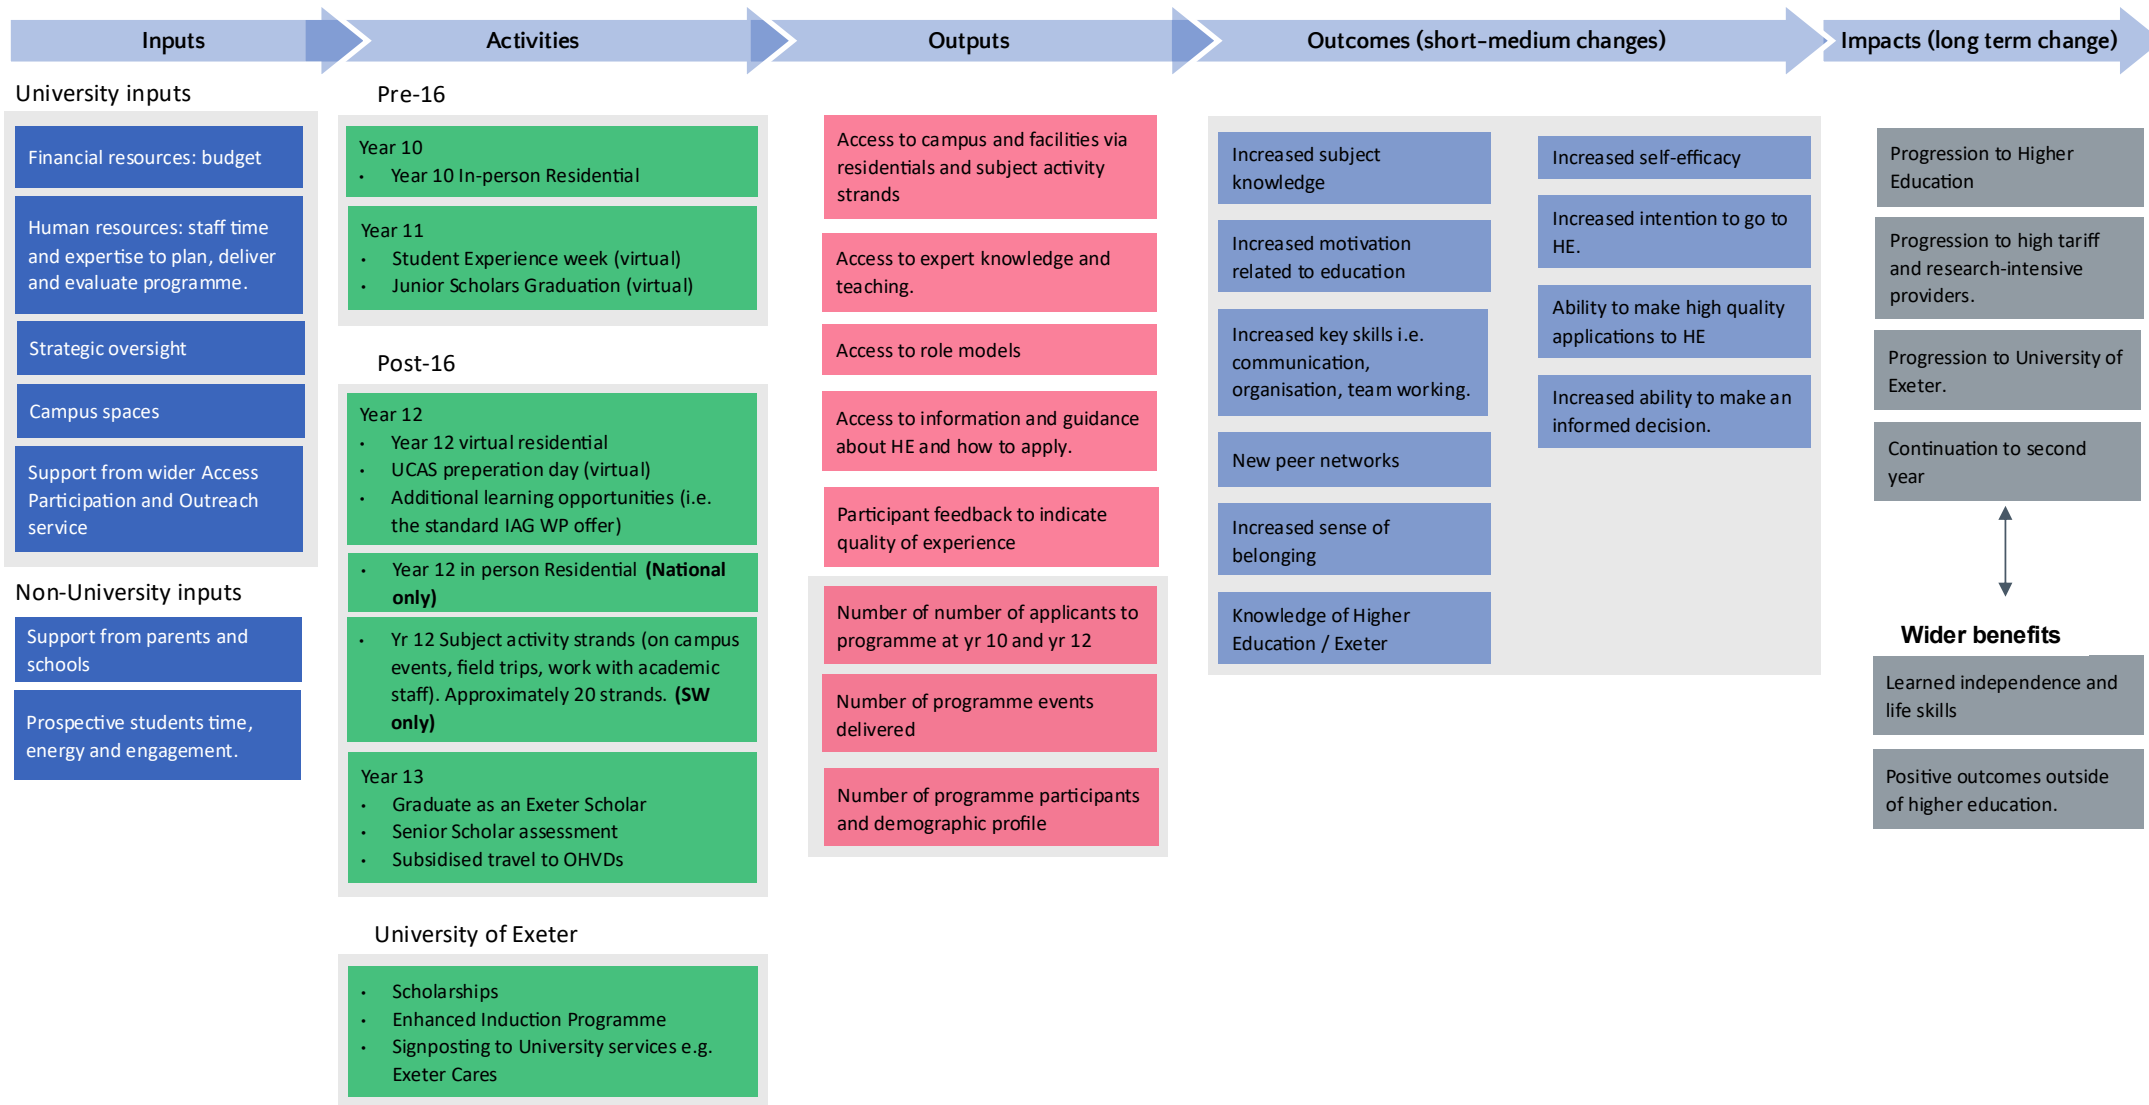 Inputs
Activities
Outputs
Outcomes (short-medium changes)
Impacts (long term change)
University inputs
Financial resources: budget
Human resources: staff time
and expertise to plan, deliver
and evaluate programme.
Strategic oversight
Campus spaces
Support from wider Access
Participation and Outreach
service
Non-University inputs
Support from parents and
schools
Prospective students time,
energy and engagement.
Pre-16
Year 10
• Year 10 In-person Residential
Year 11
• Student Experience week (virtual)
• Junior Scholars Graduation (virtual)
Post-16
Year 12
• Year 12 virtual residential
• UCAS preperation day (virtual)
• Additional learning opportunities (i.e.
the standard IAG WP offer)
• Year 12 in person Residential (National
only)
• Yr 12 Subject activity strands (on campus
events, field trips, work with academic
staff). Approximately 20 strands. (SW
only)
Year 13
• Graduate as an Exeter Scholar
• Senior Scholar assessment
• Subsidised travel to OHVDs
University of Exeter
• Scholarships
• Enhanced Induction Programme
• Signposting to University services e.g.
Exeter Cares
Access to campus and facilities via
residentials and subject activity
strands
Access to expert knowledge and
teaching.
Access to role models
Access to information and guidance
about HE and how to apply.
Participant feedback to indicate
quality of experience
Number of number of applicants to
programme at yr 10 and yr 12
Number of programme events
delivered
Number of programme participants
and demographic profile
Increased subject
knowledge
Increased motivation
related to education
Increased key skills i.e.
communication,
organisation, team working.
New peer networks
Increased sense of
belonging
Knowledge of Higher
Education / Exeter
Increased self-efficacy
Increased intention to go to
HE.
Ability to make high quality
applications to HE
Increased ability to make an
informed decision.
Progression to Higher
Education
Progression to high tariff
and research-intensive
providers.
Progression to University of
Exeter.
Continuation to second
year
Wider benefits
Learned independence and
life skills
Positive outcomes outside
of higher education.